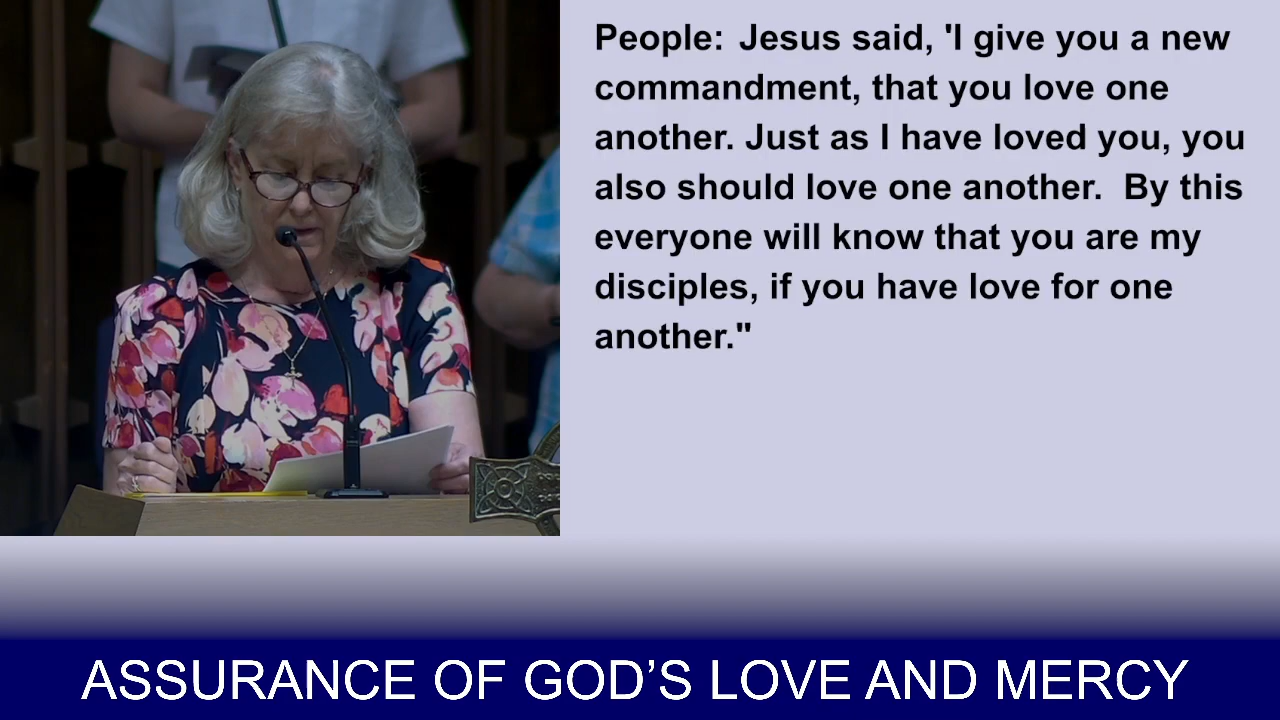 People: Jesus said, 'I give you a new
commandment, that you love one
another. Just as I have loved you, you
also should love one another.  By this
everyone will know that you are my
disciples, if you have love for one
another."
ASSURANCE OF GOD’S LOVE AND MERCY